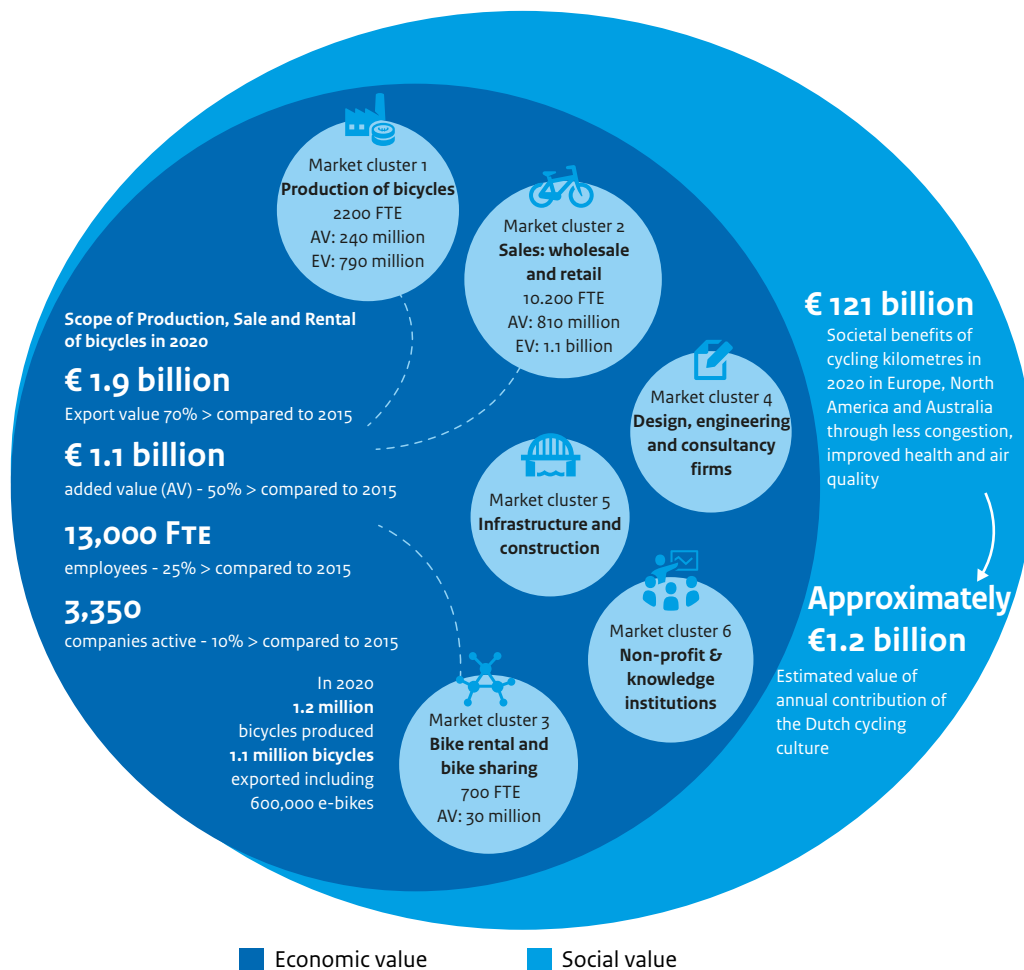 Market cluster 1
Production of bicycles
2200 FTE
AV: 240 million
EV: 790 million
Market cluster 2
Sales: wholesale
and retail
10.200 FTE
AV: 810 million
EV: 1.1 billion
Scope of Production, Sale and Rental
of bicycles in 2020
€ 1.9 billion
Export value 70% > compared to 2015
€ 1.1 billion
added value (AV) - 50% > compared to 2015
13,000 FTE
employees - 25% > compared to 2015
3,350
companies active - 10% > compared to 2015
In 2020
1.2 million
bicycles produced
1.1 million bicycles
exported including
600,000 e-bikes
Market cluster 4
Design, engineering
and consultancy
firms
Market cluster 5
Infrastructure and
construction
Market cluster 6
Non-profit &
knowledge
institutions
Market cluster 3
Bike rental and
bike sharing
700 FTE
AV: 30 million
€ 121 billion
Societal benefits of
cycling kilometres in
2020 in Europe, North
America and Australia
through less congestion,
improved health and air
quality
Approximately
€1.2 billion
Estimated value of
annual contribution of
the Dutch cycling
culture
Economic value
Social value